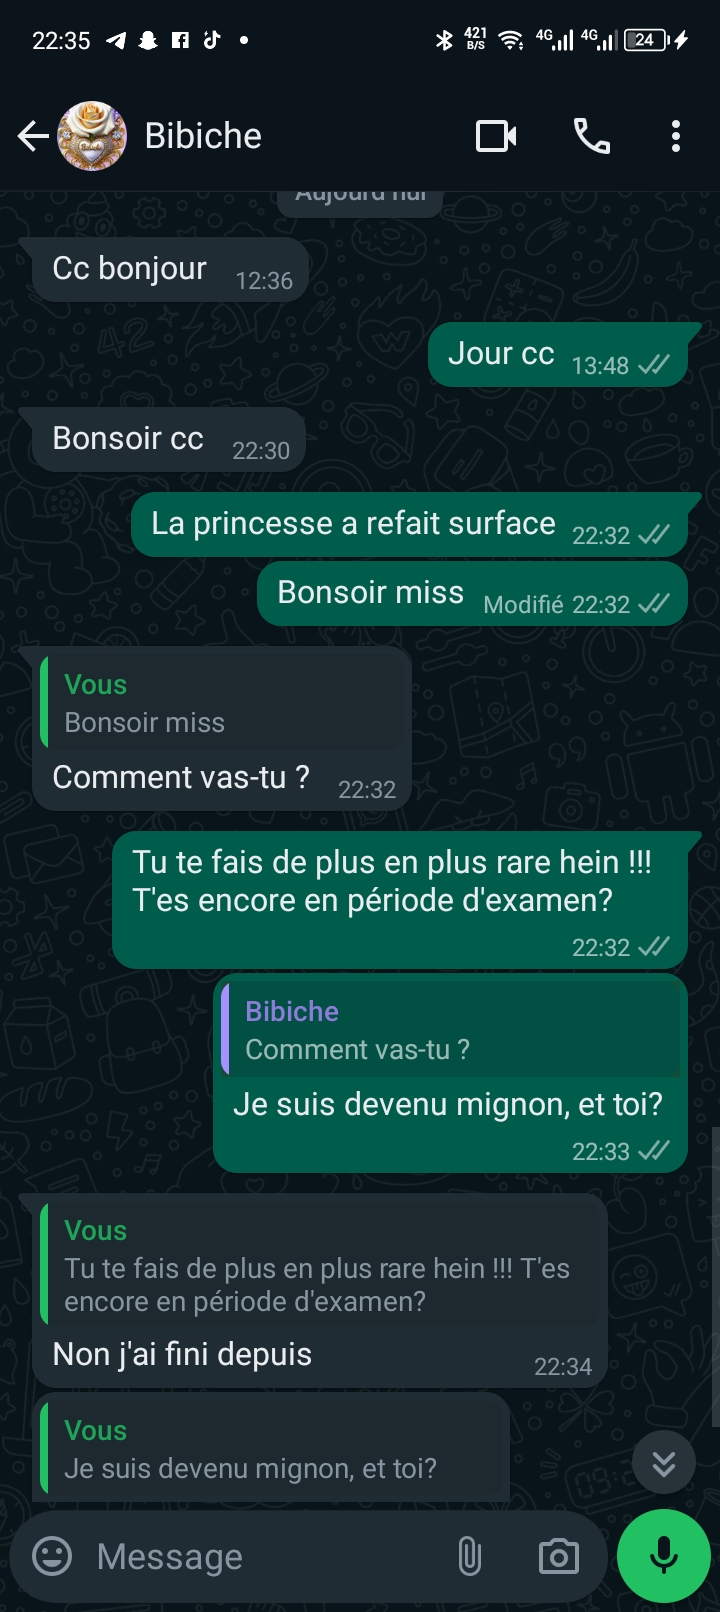 22:35
421
B/S
4G
4G
24
Bibiche
Aujourd'hui
Cc bonjour 12:36
Jour cc 13:48
Bonsoir cc 22:30
La princesse a refait surface 22:32
Bonsoir miss Modifié 22:32
Vous
Bonsoir miss
Comment vas-tu ? 22:32
Tu te fais de plus en plus rare hein !!!
T'es encore en période d'examen?
22:32
Bibiche
Comment vas-tu ?
Je suis devenu mignon, et toi?
22:33
Vous
Tu te fais de plus en plus rare hein !!! T'es
encore en période d'examen?
Non j'ai fini depuis 22:34
Vous
Je suis devenu mignon, et toi?
Message